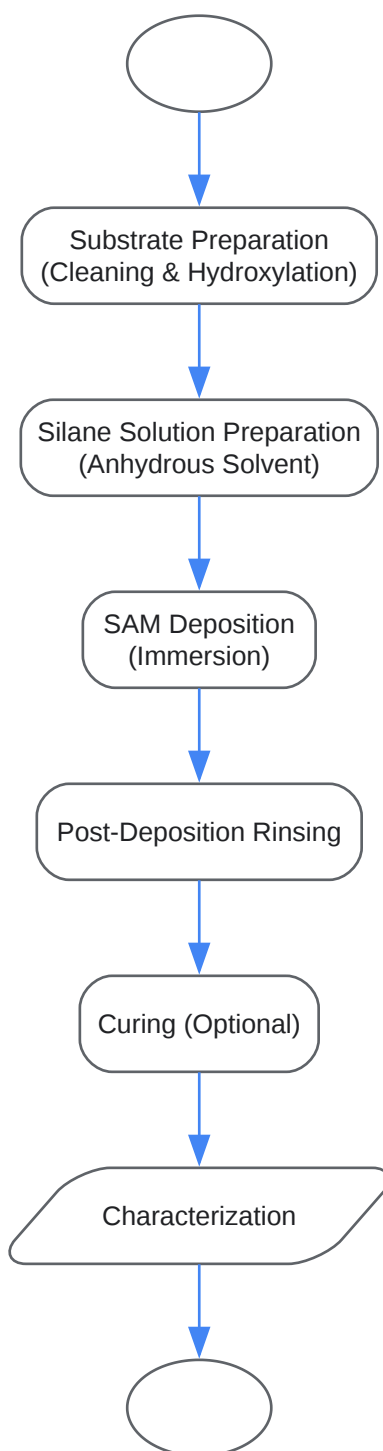 Substrate Preparation
(Cleaning & Hydroxylation)
Silane Solution Preparation
(Anhydrous Solvent)
SAM Deposition
(Immersion)
Post-Deposition Rinsing
Curing (Optional)
Characterization